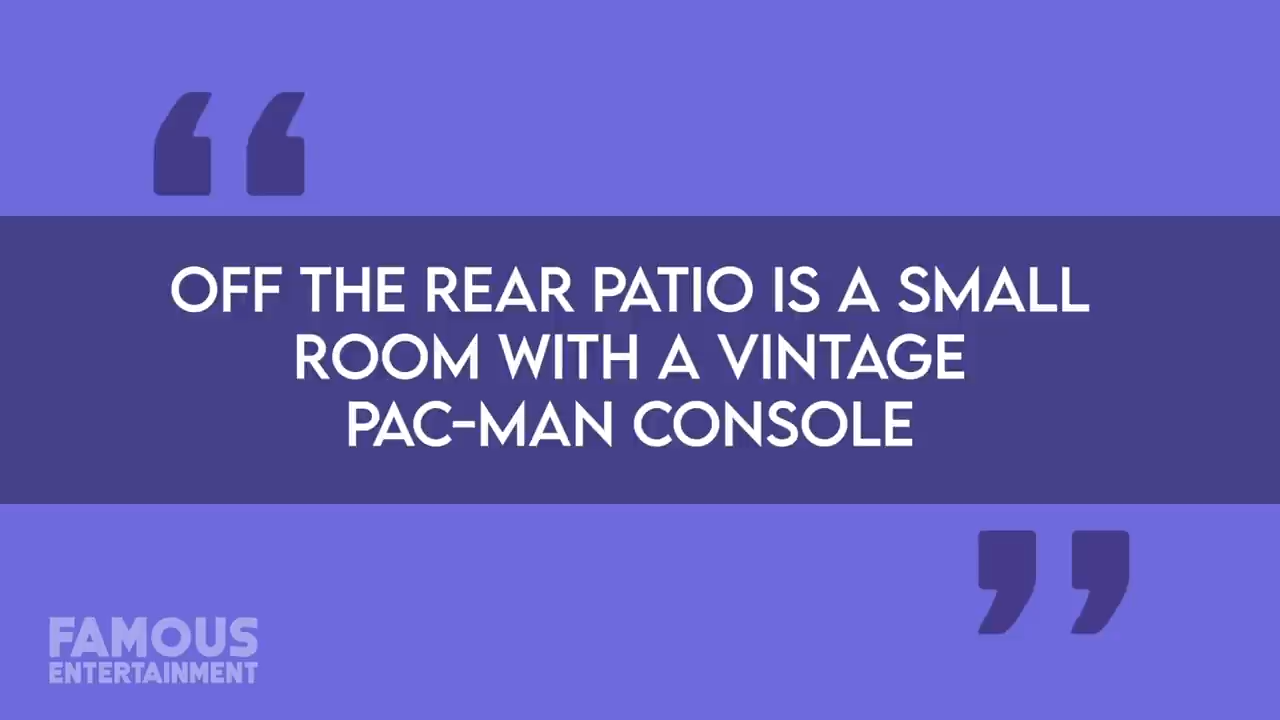 OFF THE REAR PATIO IS A SMALL
ROOM WITH A VINTAGE
PAC-MAN CONSOLE
FAMOUS
ENTERTAINMENT